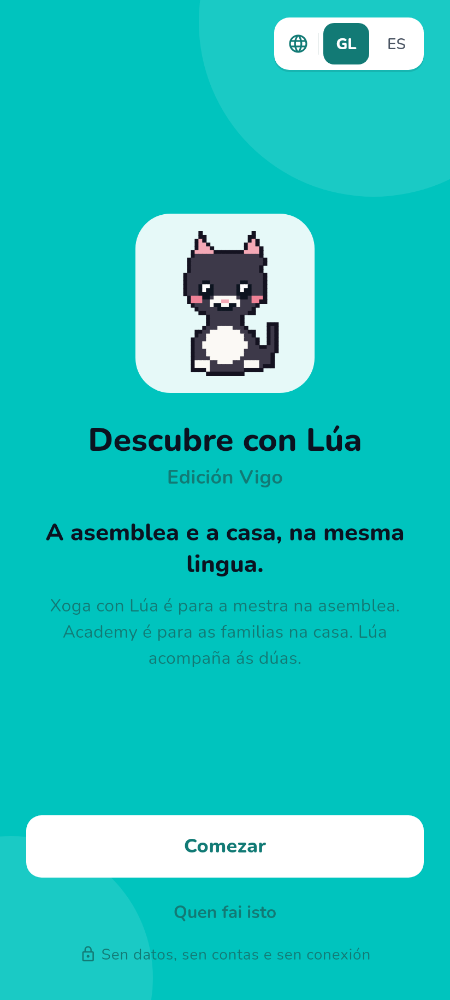 GL ES
Descubre con Lúa
Edición Vigo
A asemblea e a casa, na mesma
lingua.
Xoga con Lúa é para a mestra na asemblea.
Academy é para as familias na casa. Lúa
acompaña ás dúas.
Comezar
Quen fai isto
Sen datos, sen contas e sen conexión